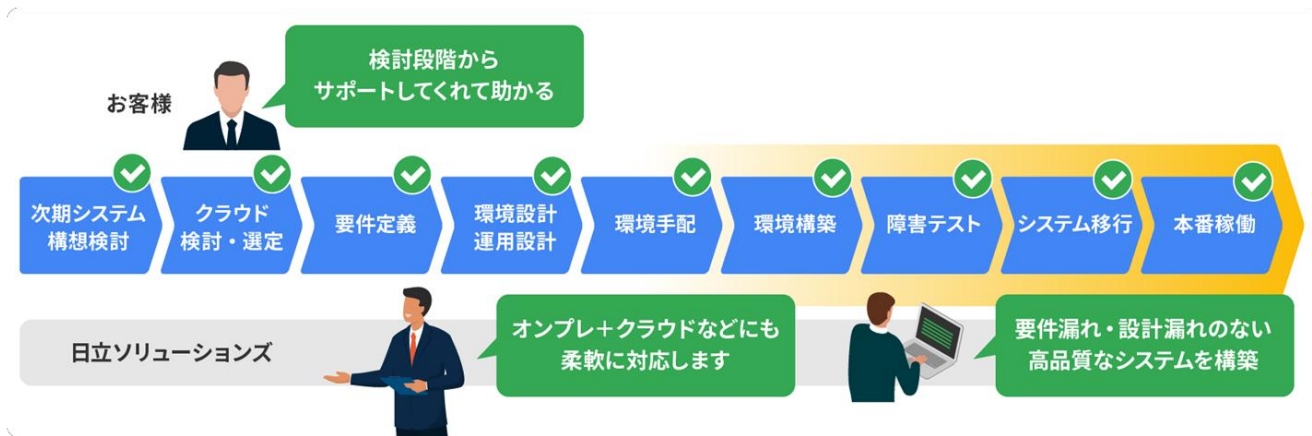 お客様
検討段階から
サポートしてくれて助かる
次期システム
構想検討
クラウド
検討・選定
要件定義
環境設計
運用設計
環境手配
環境構築
障害テスト
システム移行
本番稼働
日立ソリューションズ
オンプレ＋クラウドなどにも
柔軟に対応します
要件漏れ・設計漏れのない
高品質なシステムを構築